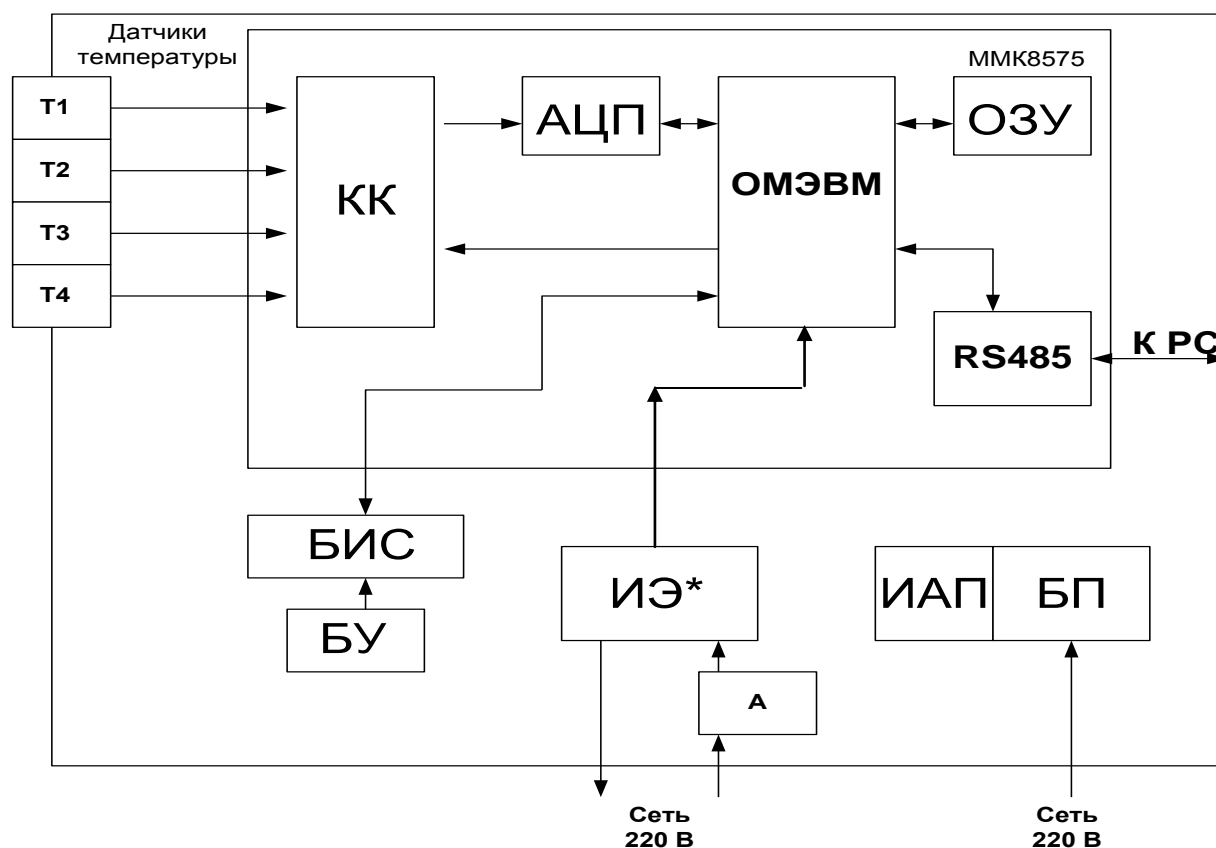 Датчики
температуры
ММК8575
Т1
Т2
Т3
Т4
КК
АЦП
ОМЭВМ
ОЗУ
RS485
К РС
БИС
БУ
ИЭ*
А
ИАП
БП
Сеть
220 В
Сеть
220 В